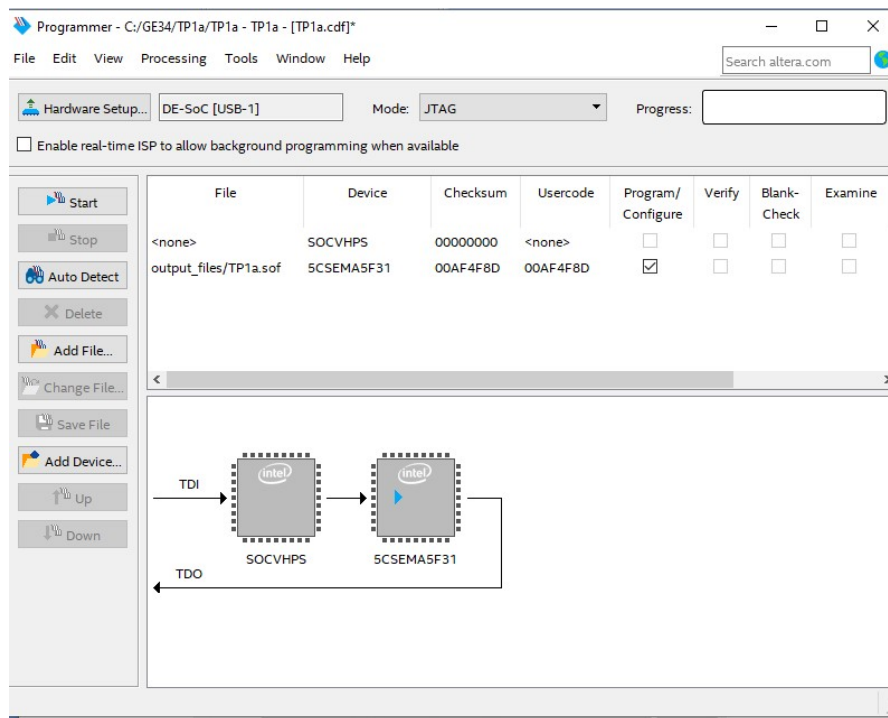 Programmer - C:/GE34/TP1a/TP1a - TP1a - [TP1a.cdf]*
File Edit View Processing Tools Window Help
Search altera.com
Hardware Setup... DE-SoC [USB-1] Mode: JTAG Progress:
Enable real-time ISP to allow background programming when available
Start
Stop
Auto Detect
Delete
Add File...
Change File...
Save File
Add Device...
Up
Down
File Device Checksum Usercode Program/ Verify Blank- Examine
Configure Check
<none> SOCVHPS 00000000 <none>
output_files/TP1a.sof 5CSEMA5F31 00AF4F8D 00AF4F8D
TDI
intel
intel
SOCVHPS 5CSEMA5F31
TDO